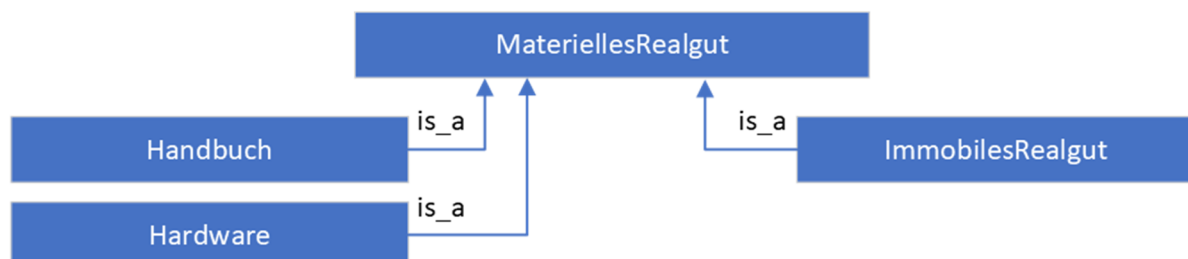 MateriellesRealgut
is_a
is_a
Handbuch
ImmobilesRealgut
is_a
Hardware